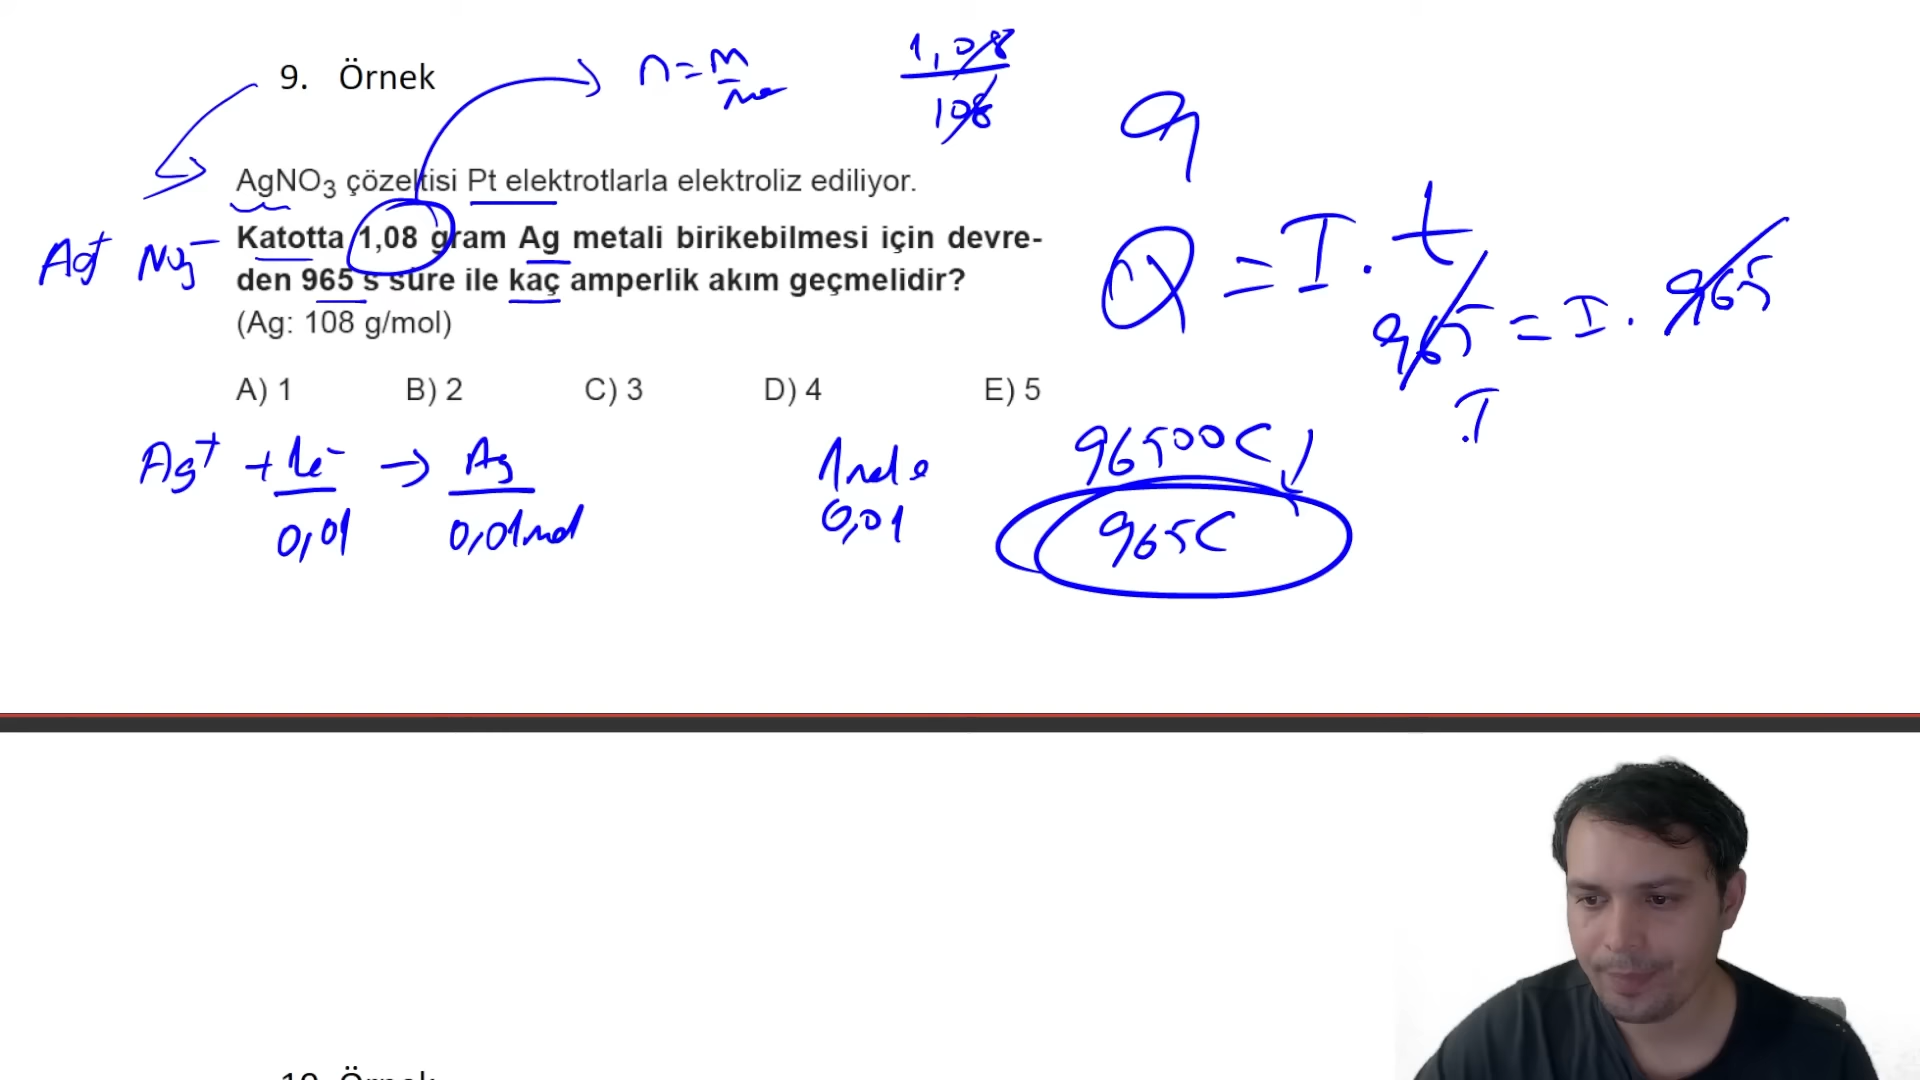 9. Örnek
n = m/ma
1,08
108
AgNO₃ çözeltisi Pt elektrotlarla elektroliz ediliyor.
Katotta 1,08 gram Ag metali birikebilmesi için devre-
den 965 s süre ile kaç amperlik akım geçmelidir?
(Ag: 108 g/mol)
Ag⁺ NO₃⁻
Q = I . t
965 = I . 965
I
A) 1 B) 2 C) 3 D) 4 E) 5
Ag⁺ + 1e⁻ → Ag
0,01 0,01 mol
1 mol e 96500C
0,01 965C